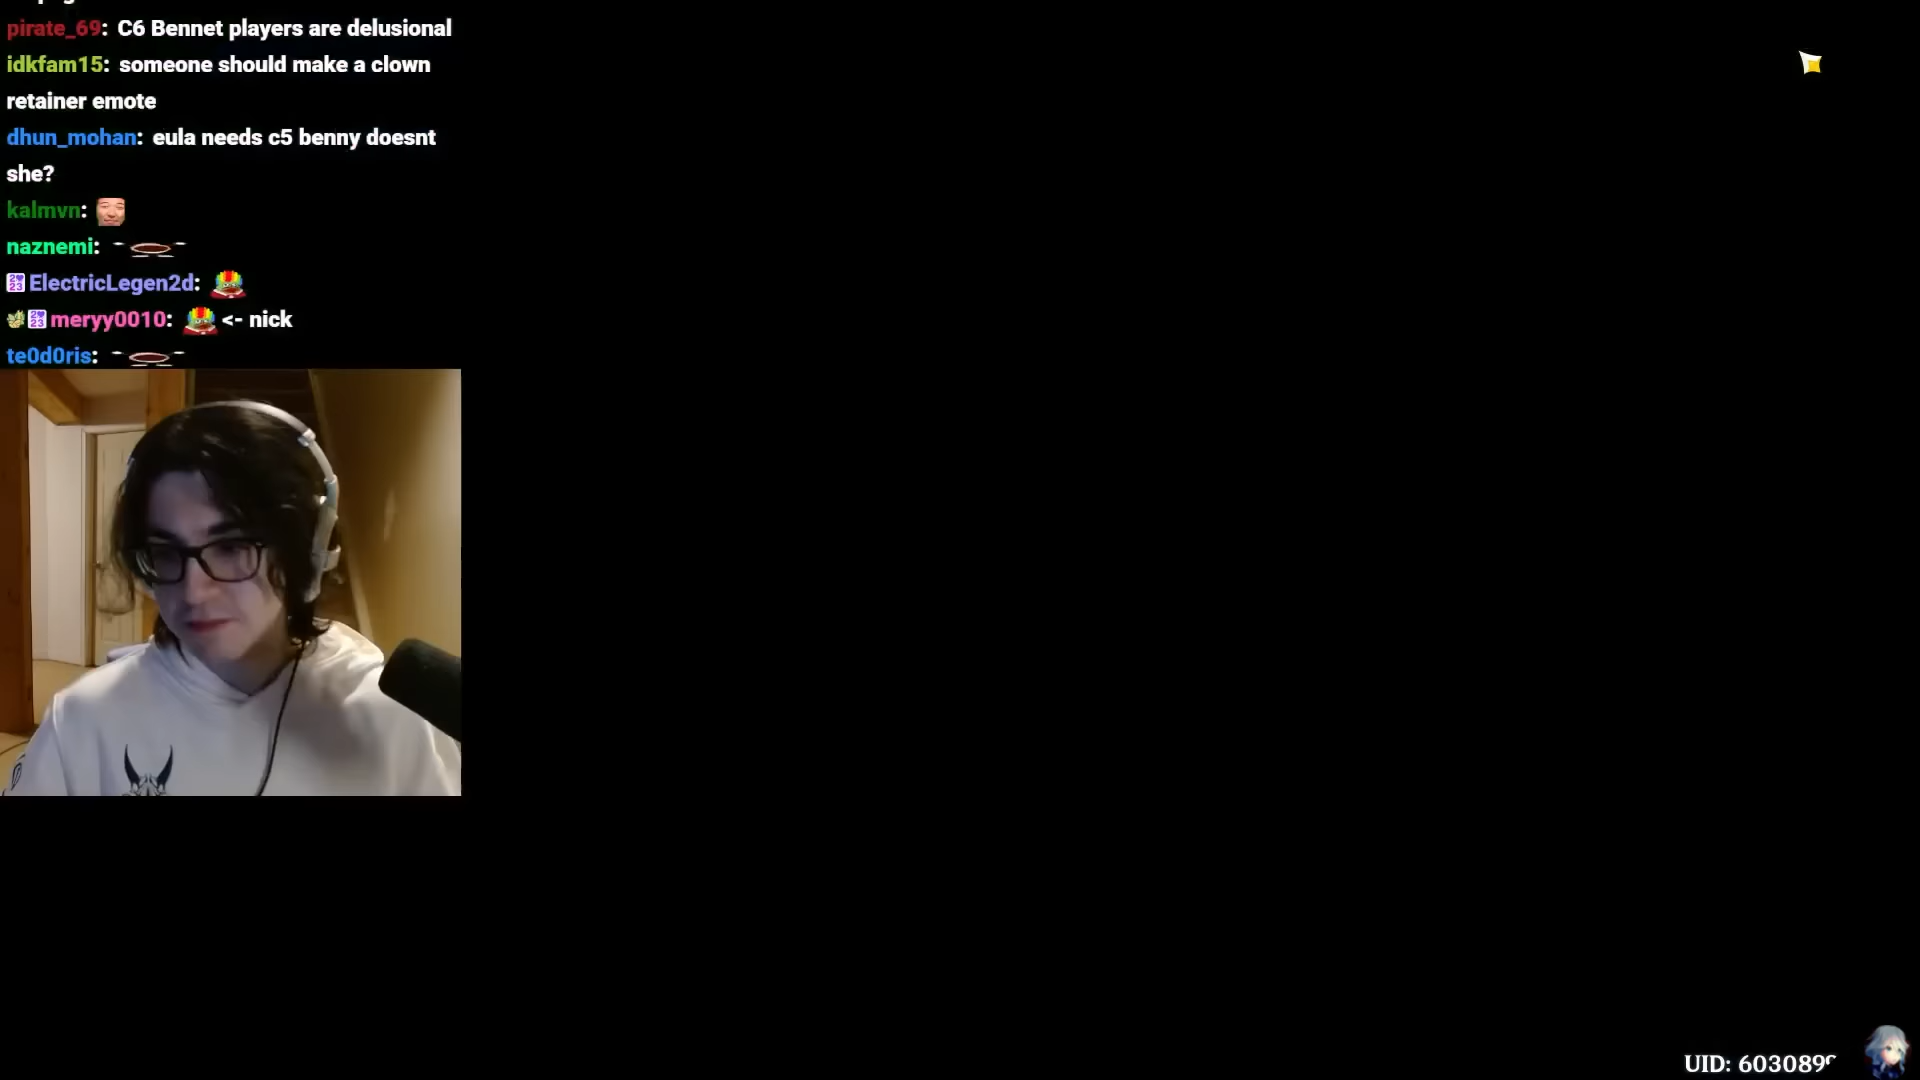 pirate_69: C6 Bennet players are delusional
idkfam15: someone should make a clown
retainer emote
dhun_mohan: eula needs c5 benny doesnt
she?
kalmvn:
naznemi:
ElectricLegen2d:
meryy0010: <- nick
te0d0ris:
UID: 603089